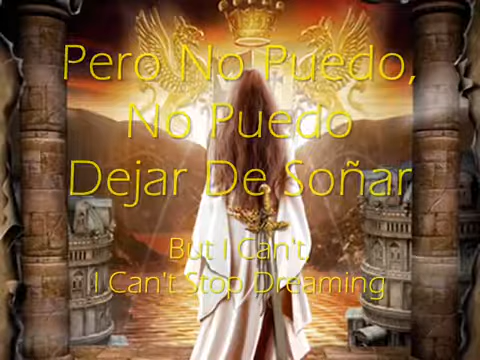 Pero No Puedo,
No Puedo
Dejar De Soñar
But I Can't,
I Can't Stop Dreaming